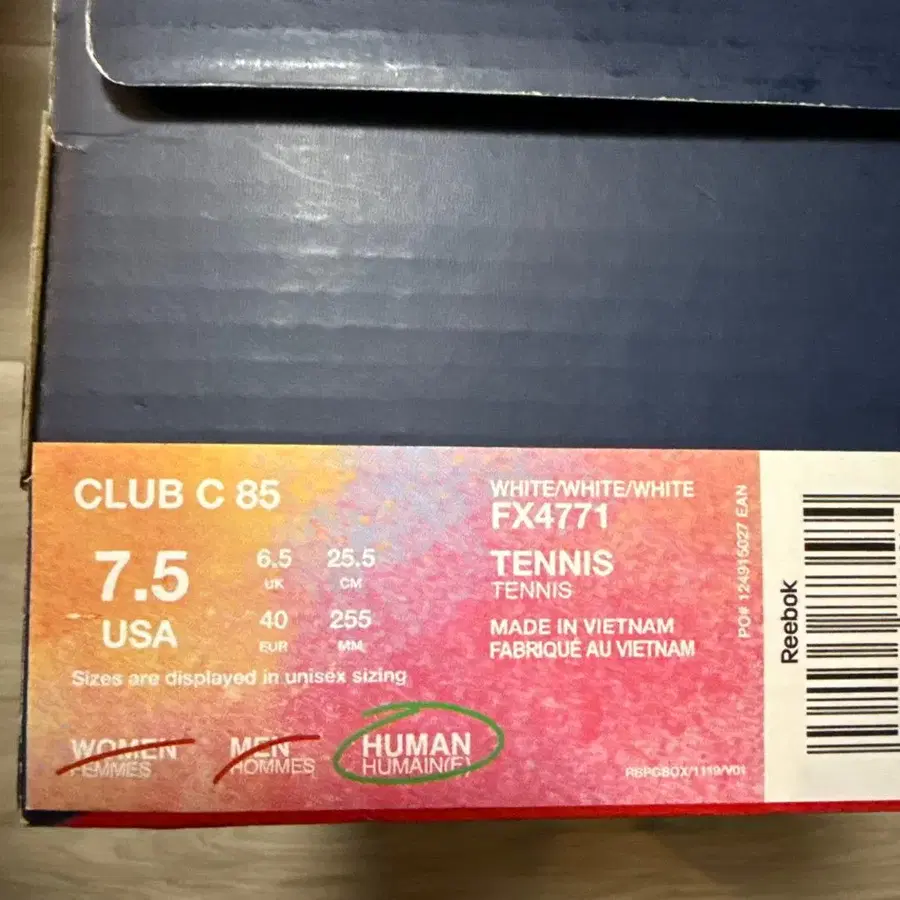 CLUB C 85
7.5
USA
6.5
UK
25.5
CM
40
EUR
255
MM
Sizes are displayed in unisex sizing
WOMEN
FEMMES
MEN
HOMMES
HUMAN
HUMAIN(E)
WHITE/WHITE/WHITE
FX4771
TENNIS
TENNIS
MADE IN VIETNAM
FABRIQUÉ AU VIETNAM
RBPGBOX/1119/V01
PO# 124915027 EAN
Reebok